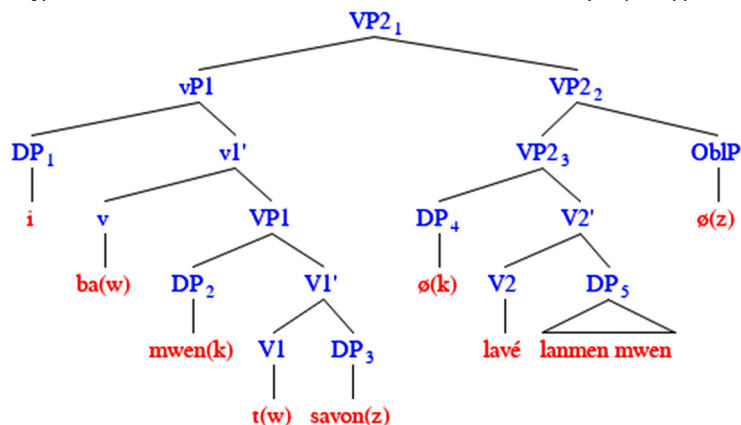 VP2₁
vP1 VP2₂
DP₁ v1' VP2₃ OblP
i v VP1 DP₄ V2' ø(z)
ba(w) DP₂ V1' ø(k) V2 DP₅
mwen(k) V1 DP₃ lavé lanmen mwen
t(w) savon(z)